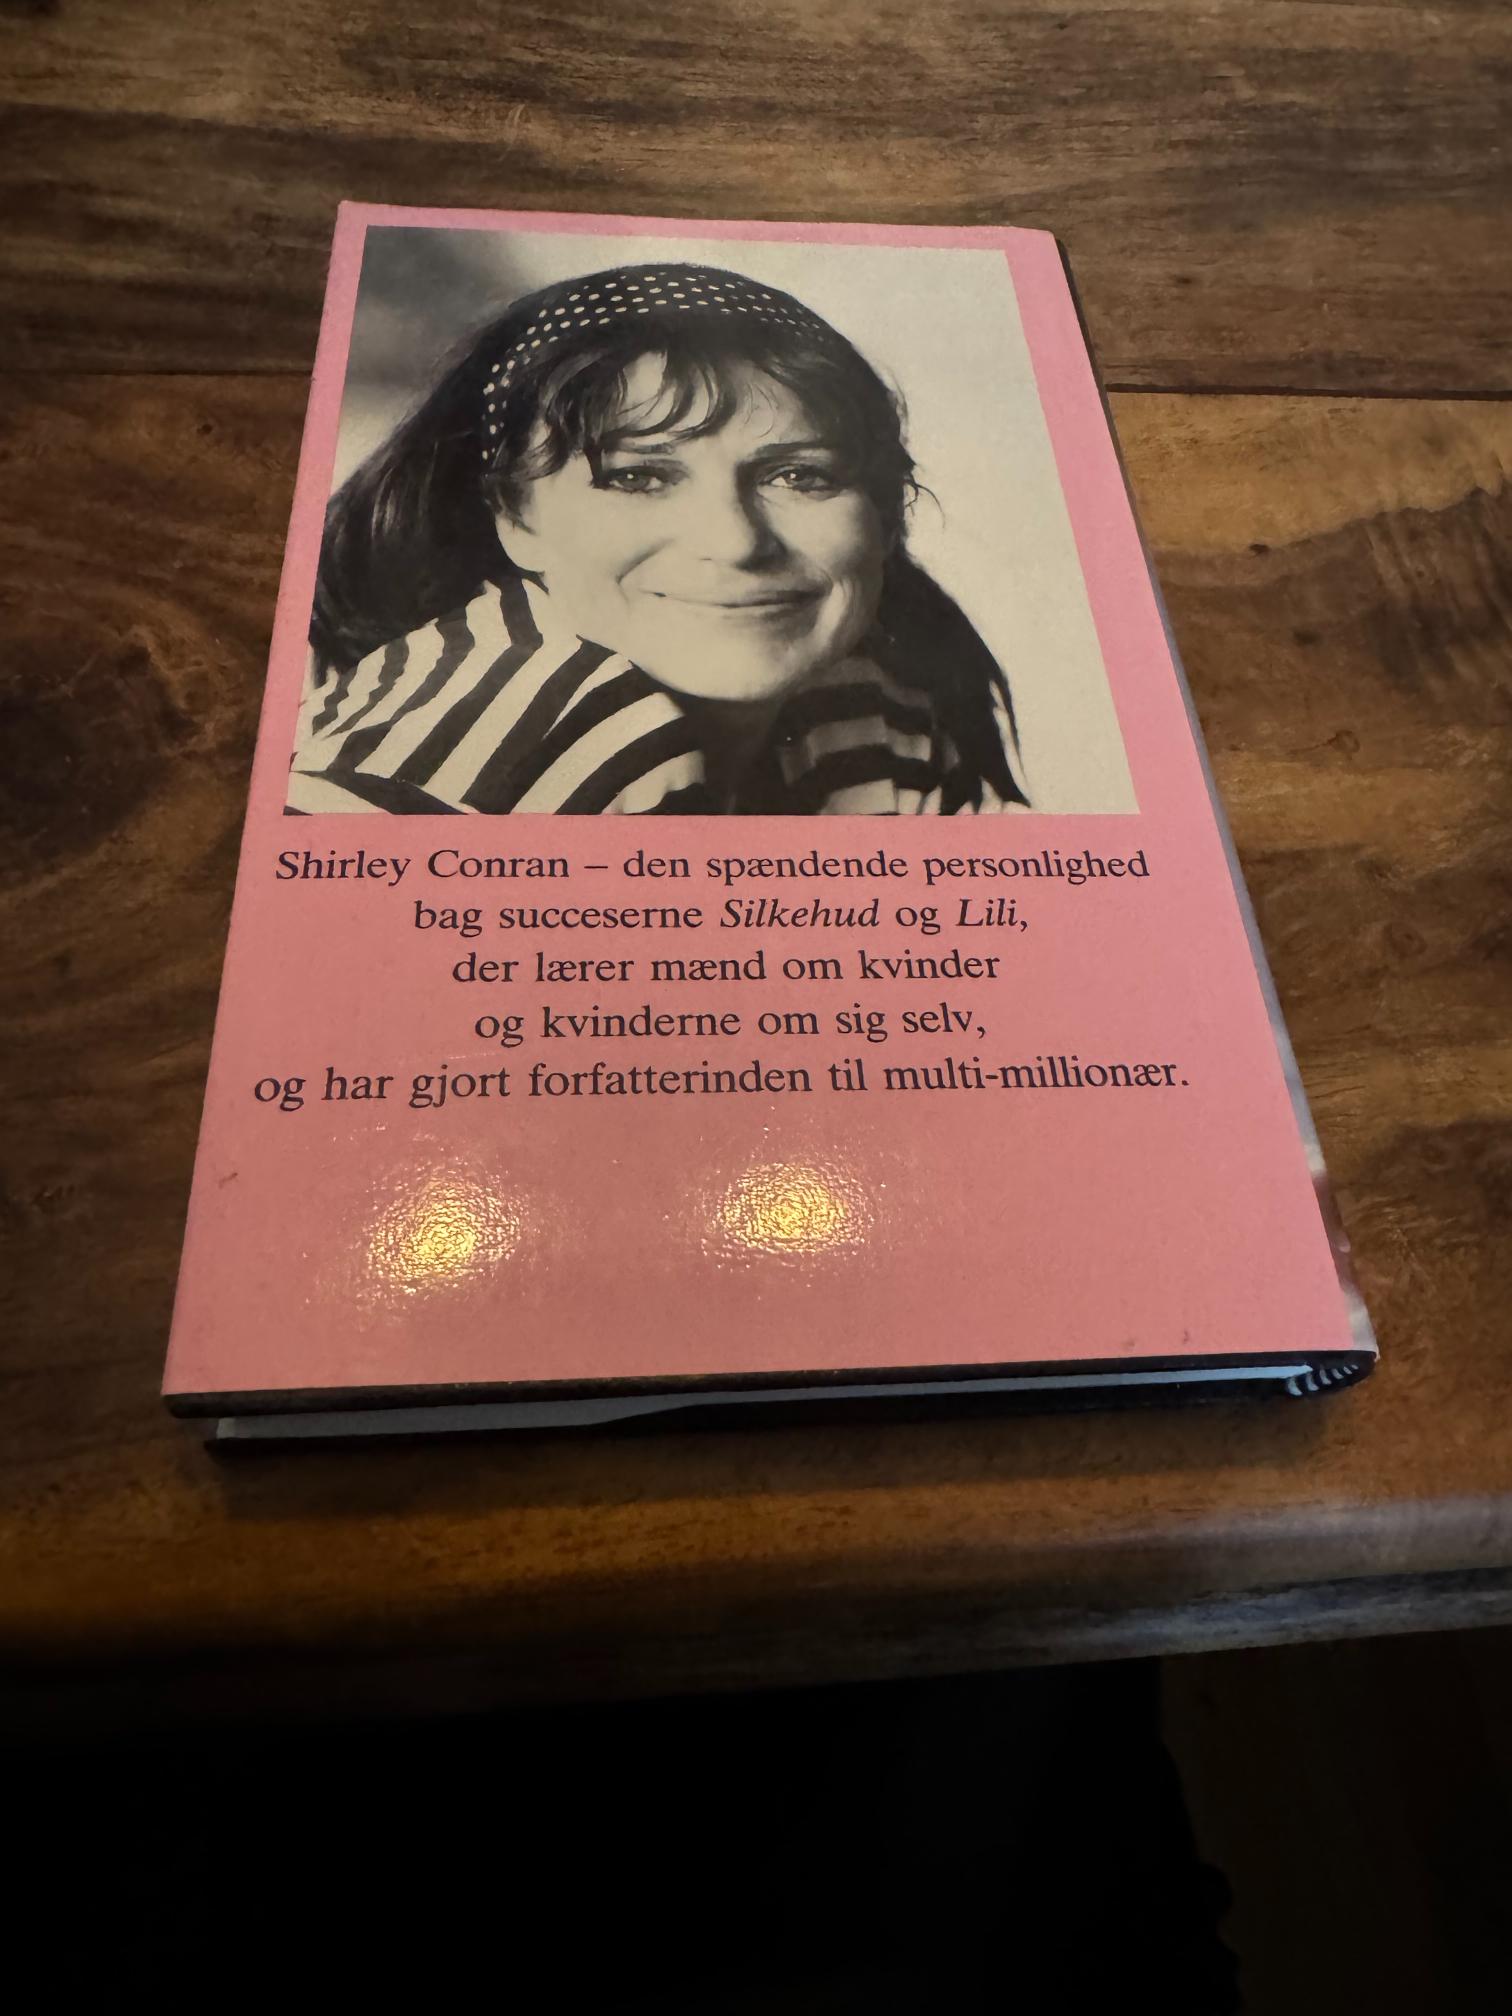 Shirley Conran – den spændende personlighed
bag succeserne Silkehud og Lili,
der lærer mænd om kvinder
og kvinderne om sig selv,
og har gjort forfatterinden til multi-millionær.